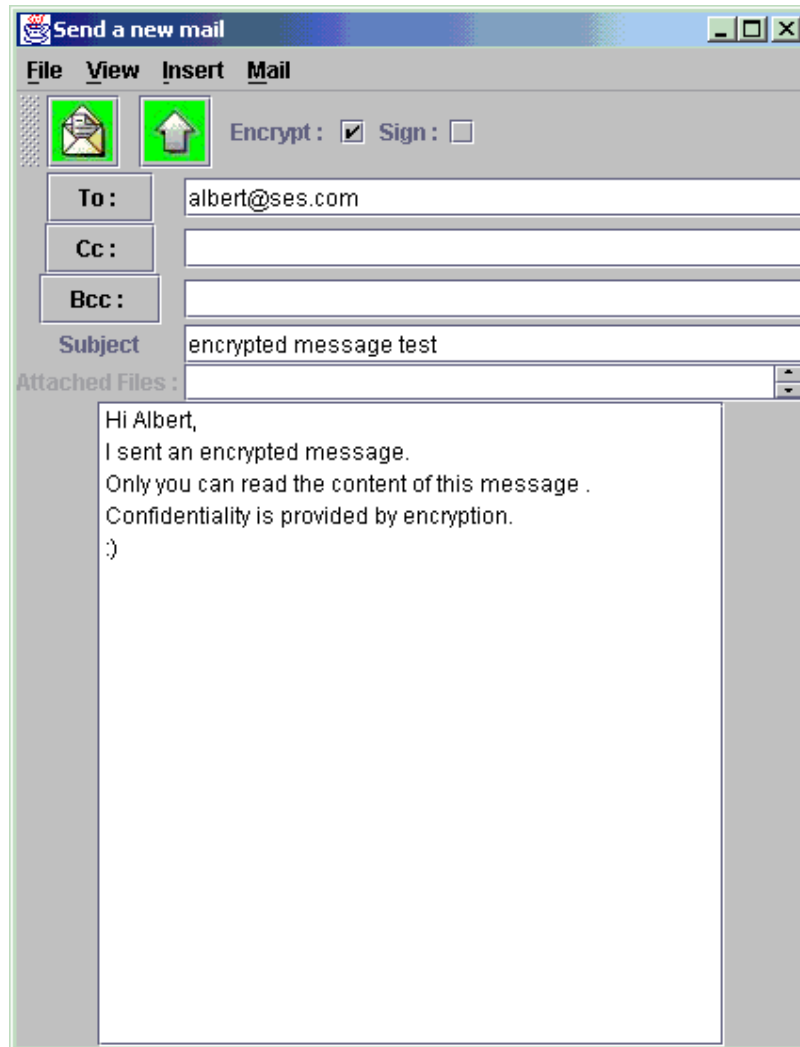 Send a new mail
File View Insert Mail
Encrypt : Sign :
To : albert@ses.com
Cc :
Bcc :
Subject encrypted message test
Attached Files :
Hi Albert,
I sent an encrypted message.
Only you can read the content of this message .
Confidentiality is provided by encryption.
:)